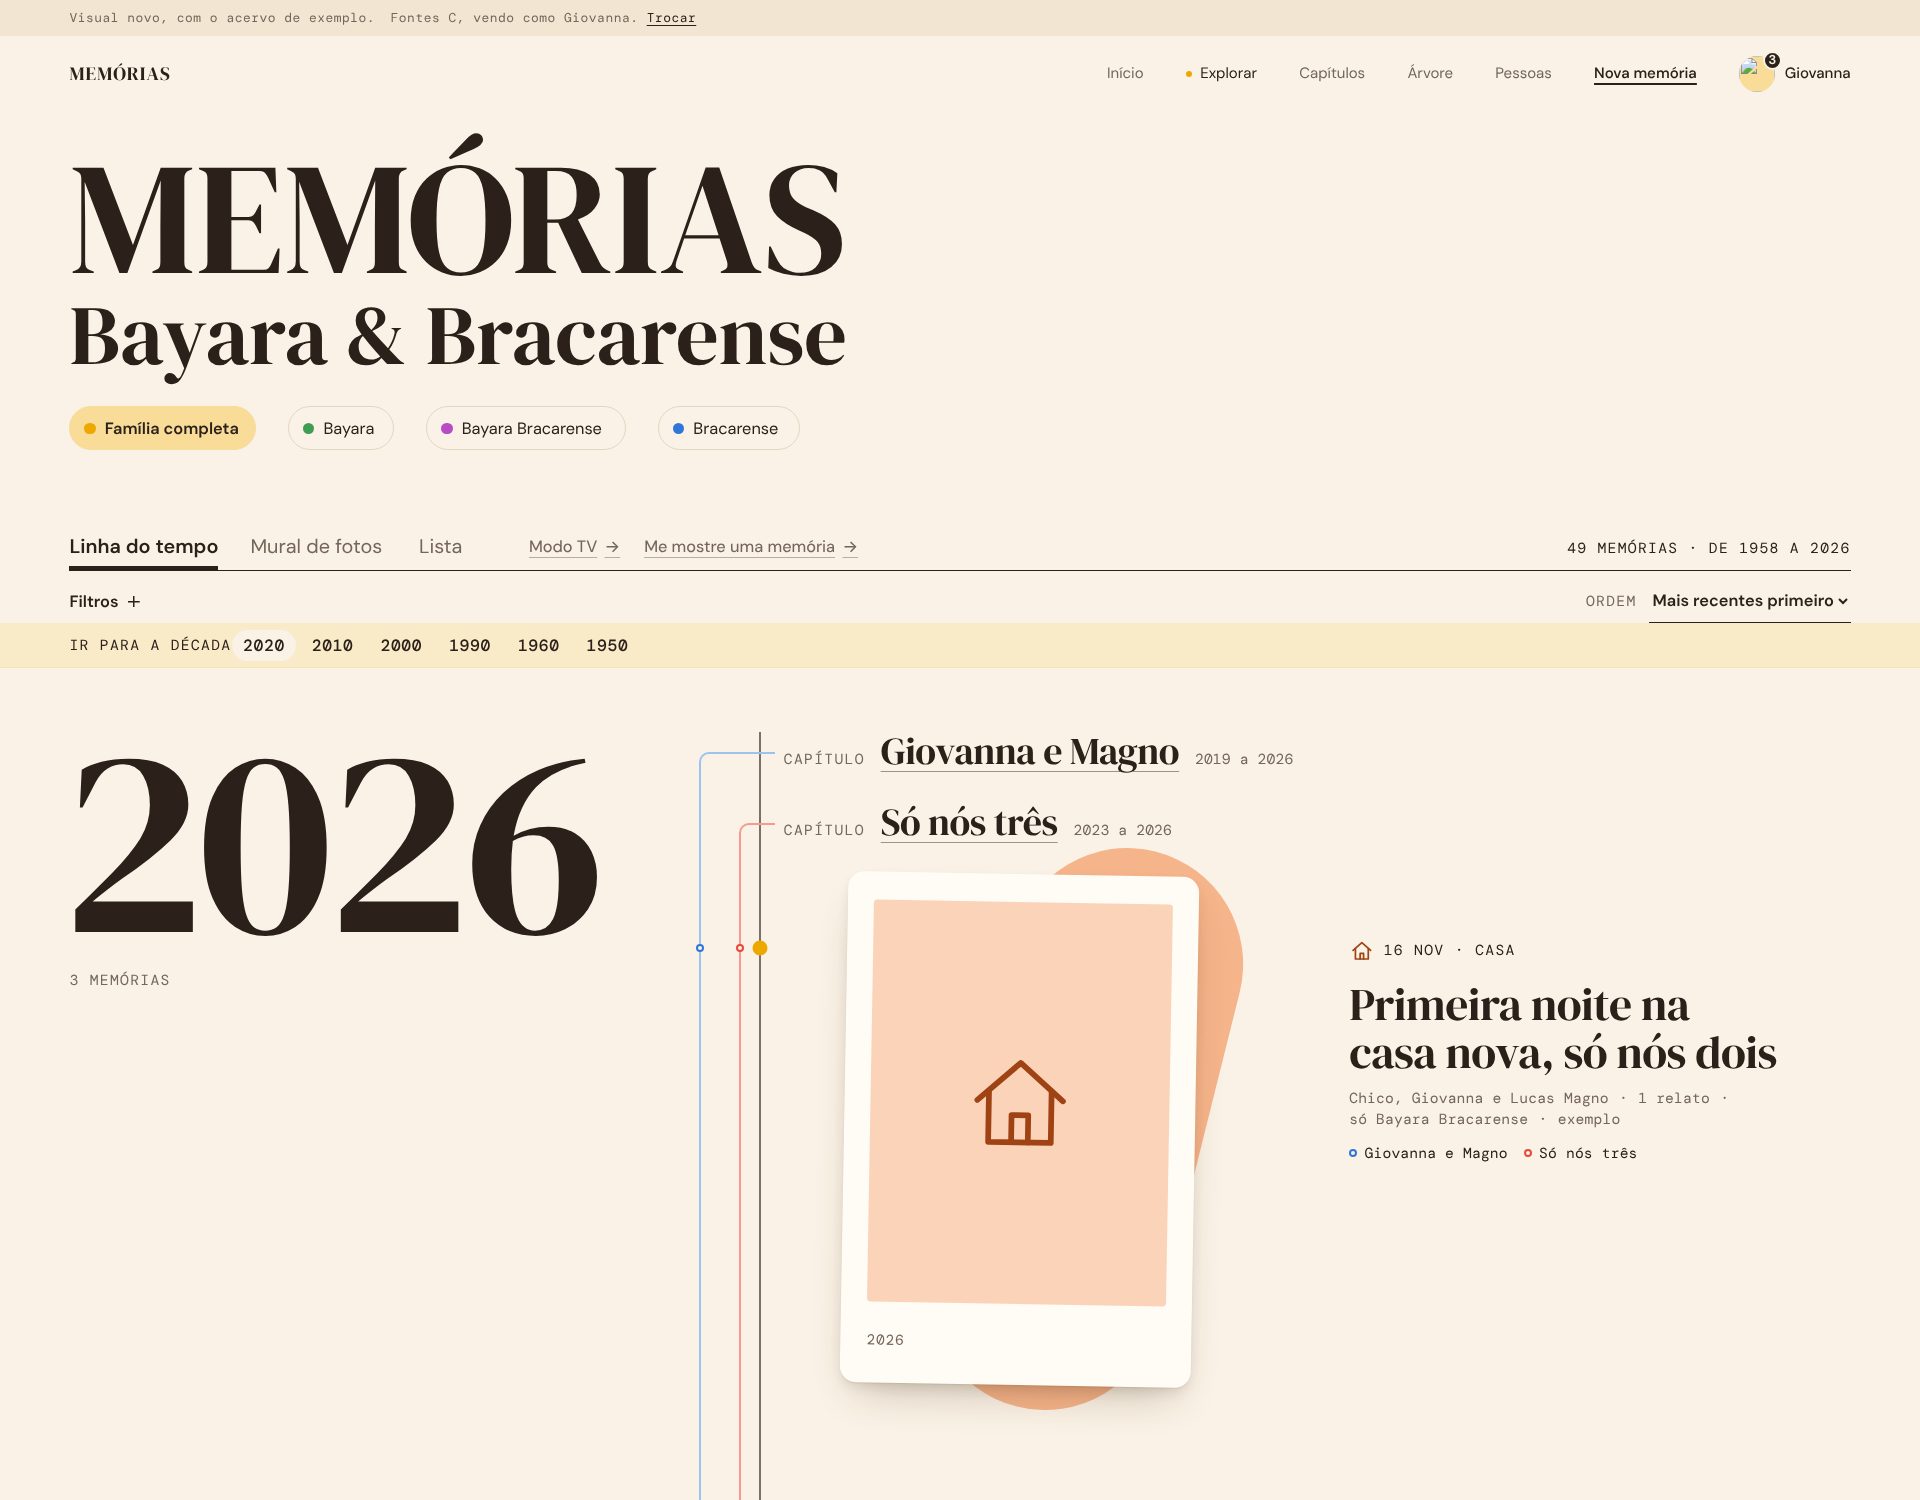 Visual novo, com o acervo de exemplo. Fontes C, vendo como Giovanna. Trocar
MEMÓRIAS
Início
Explorar
Capítulos
Árvore
Pessoas
Nova memória
3
Giovanna
MEMÓRIAS
Bayara & Bracarense
Família completa
Bayara
Bayara Bracarense
Bracarense
Linha do tempo
Mural de fotos
Lista
Modo TV →
Me mostre uma memória →
49 MEMÓRIAS · DE 1958 A 2026
Filtros +
ORDEM Mais recentes primeiro
IR PARA A DÉCADA 2020 2010 2000 1990 1960 1950
2026
3 MEMÓRIAS
CAPÍTULO Giovanna e Magno 2019 a 2026
CAPÍTULO Só nós três 2023 a 2026
2026
16 NOV · CASA
Primeira noite na
casa nova, só nós dois
Chico, Giovanna e Lucas Magno · 1 relato ·
só Bayara Bracarense · exemplo
Giovanna e Magno Só nós três